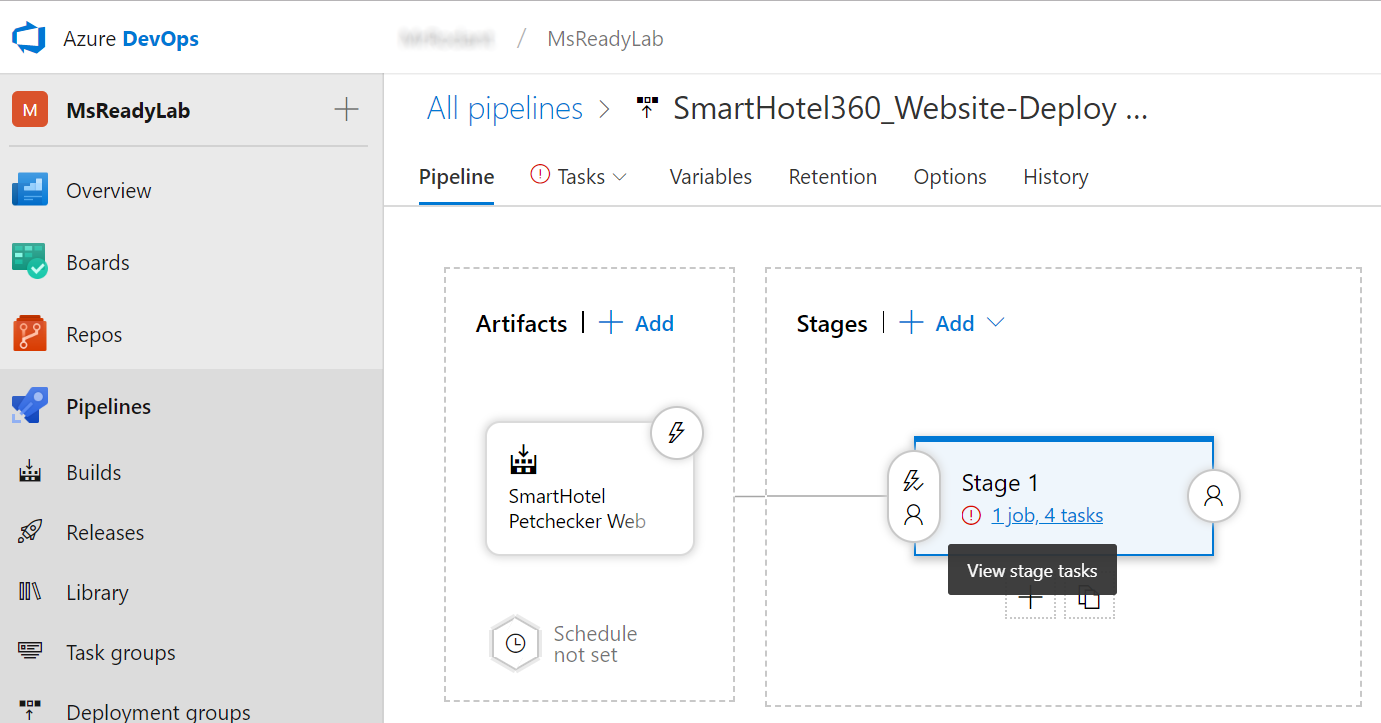 Azure DevOps
/ MsReadyLab
M MsReadyLab
All pipelines > SmartHotel360_Website-Deploy ...
Overview
Pipeline Tasks Variables Retention Options History
Boards
Repos
Pipelines
Builds
Releases
Library
Task groups
Deployment groups
Artifacts | + Add
SmartHotel
Petchecker Web
Schedule
not set
Stages | + Add
Stage 1
1 job, 4 tasks
View stage tasks